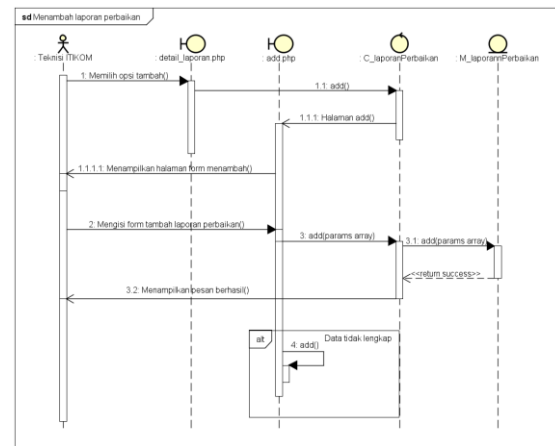 sd Menambah laporan perbaikan
: Teknisi ITIKOM
: detail_laporan.php
: add.php
: C_laporanPerbaikan
: M_laporannPerbaikan
1: Memilih opsi tambah()
1.1: add()
1.1.1: Halaman add()
1.1.1.1: Menampilkan halaman form menambah()
2: Mengisi form tambah laporan perbaikan()
3: add(params array)
3.1: add(params array)
<<return success>>
3.2: Menampilkan pesan berhasil()
alt
Data tidak lengkap
4: add()